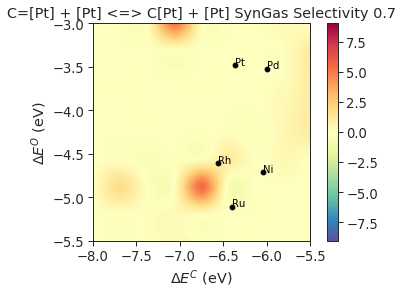 C=[Pt] + [Pt] <=> C[Pt] + [Pt] SynGas Selectivity 0.7
−3.0
−3.5
−4.0
−4.5
−5.0
−5.5
ΔE^O (eV)
Pt
Pd
Rh
Ni
Ru
−8.0 −7.5 −7.0 −6.5 −6.0 −5.5
ΔE^C (eV)
7.5
5.0
2.5
0.0
−2.5
−5.0
−7.5